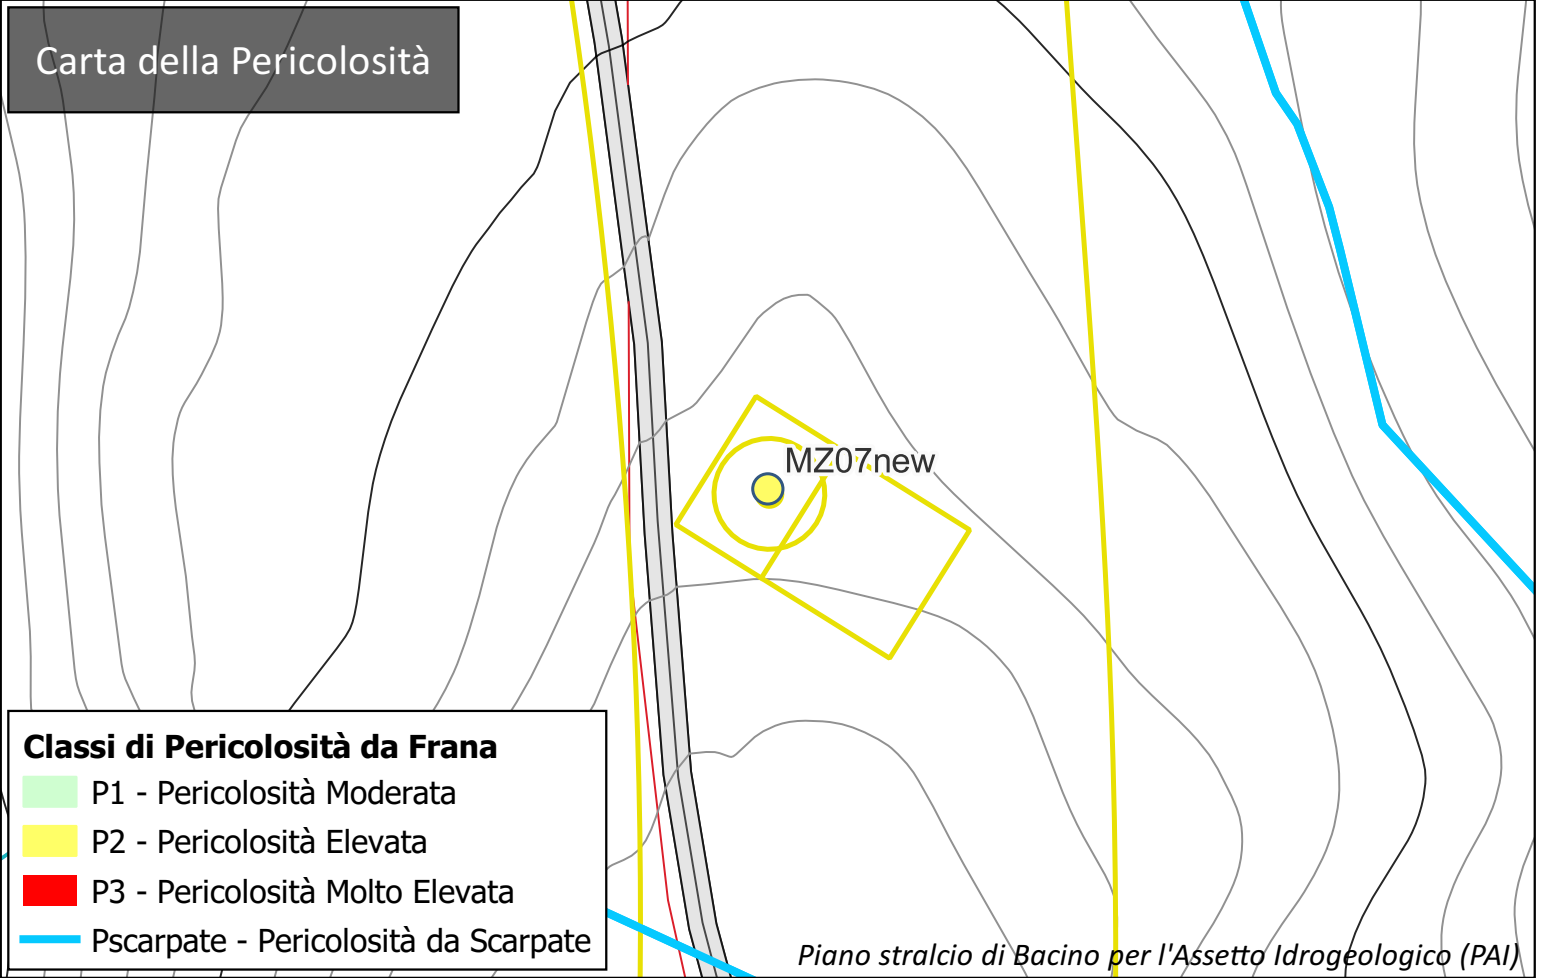 Carta della Pericolosità
MZ07new
Classi di Pericolosità da Frana
P1 - Pericolosità Moderata
P2 - Pericolosità Elevata
P3 - Pericolosità Molto Elevata
Pscarpate - Pericolosità da Scarpate
Piano stralcio di Bacino per l'Assetto Idrogeologico (PAI)